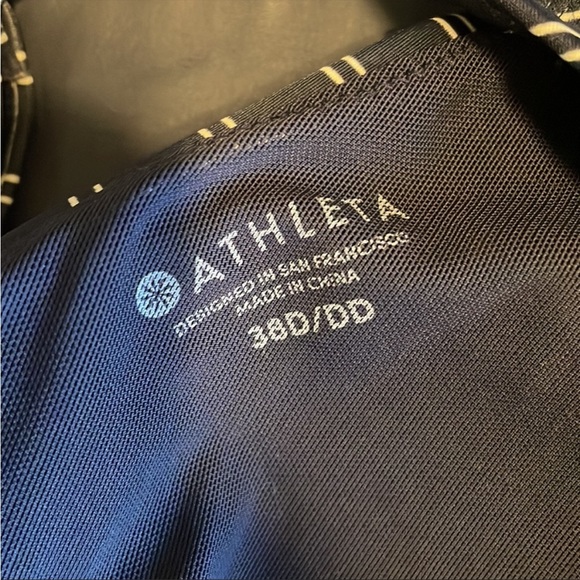 ATHLETA
DESIGNED IN SAN FRANCISCO
MADE IN CHINA
38D/DD